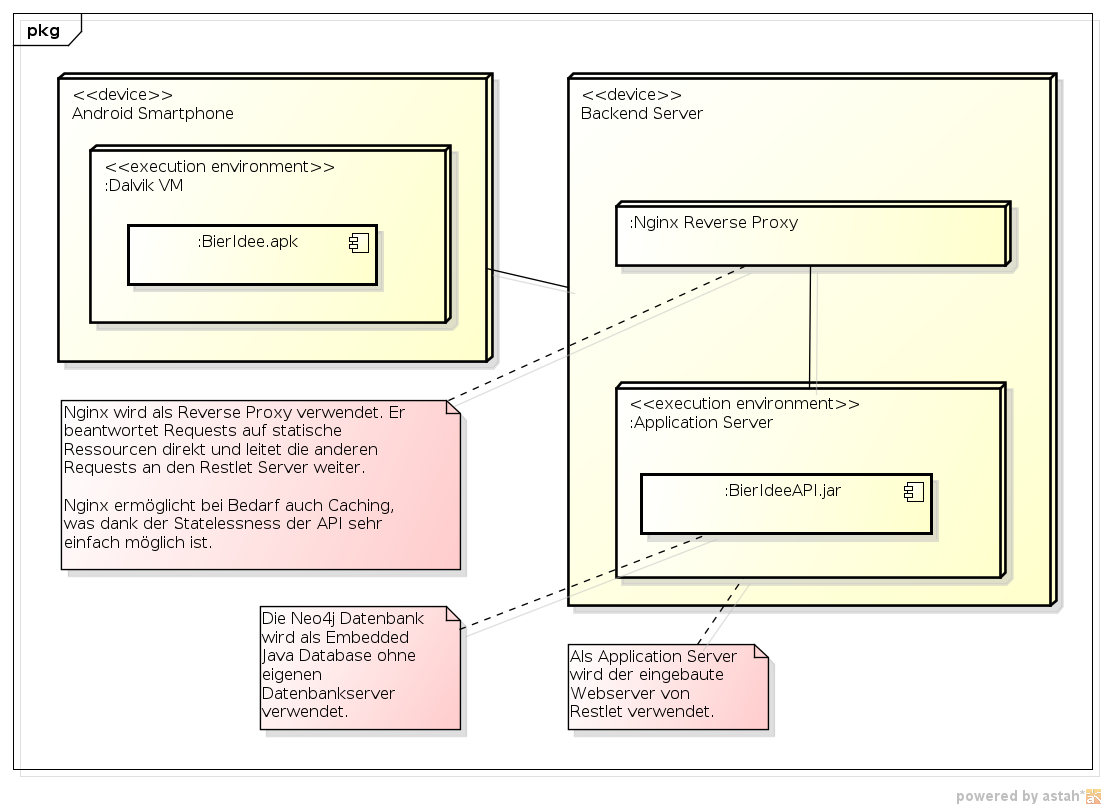 pkg
<<device>>
Android Smartphone
<<execution environment>>
:Dalvik VM
:BierIdee.apk
<<device>>
Backend Server
:Nginx Reverse Proxy
<<execution environment>>
:Application Server
:BierIdeeAPI.jar
Nginx wird als Reverse Proxy verwendet. Er
beantwortet Requests auf statische
Ressourcen direkt und leitet die anderen
Requests an den Restlet Server weiter.
Nginx ermöglicht bei Bedarf auch Caching,
was dank der Statelessness der API sehr
einfach möglich ist.
Die Neo4j Datenbank
wird als Embedded
Java Database ohne
eigenen
Datenbankserver
verwendet.
Als Application Server
wird der eingebaute
Webserver von
Restlet verwendet.
powered by astah*